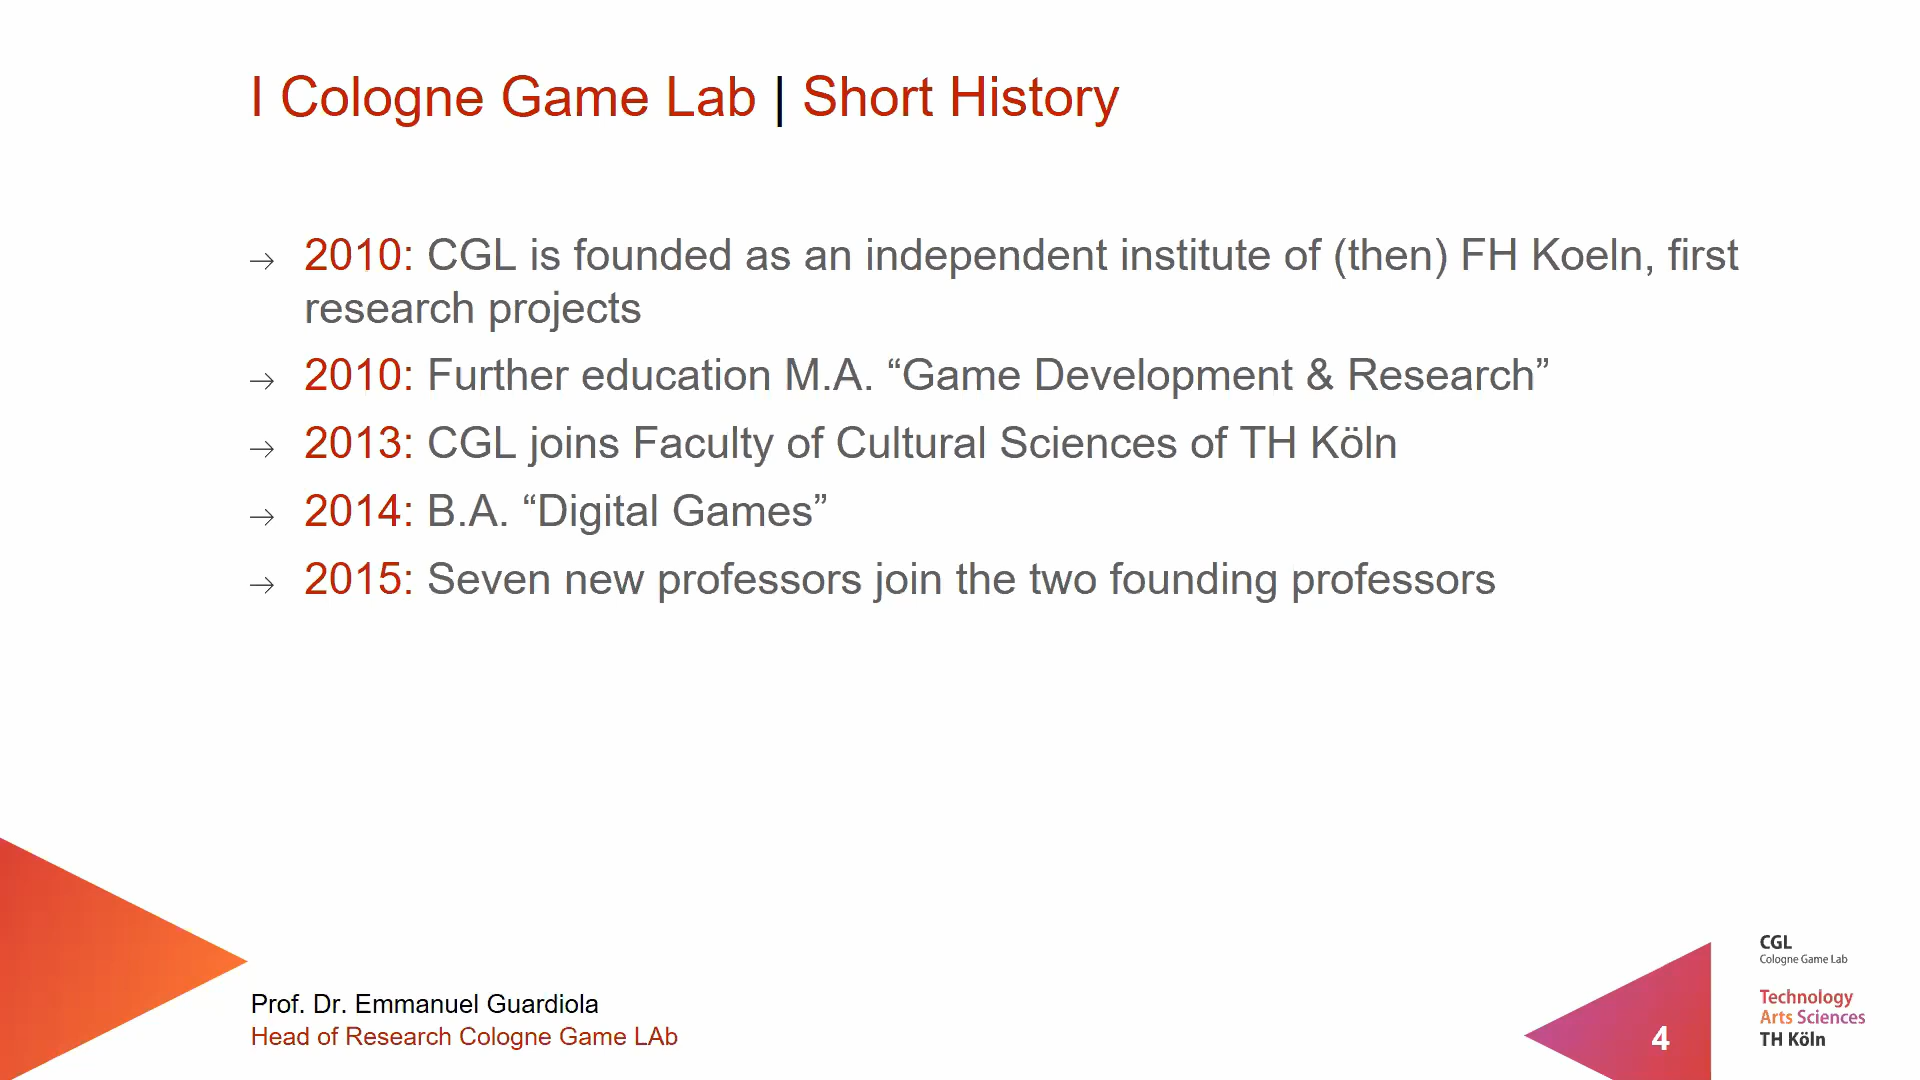 I Cologne Game Lab | Short History
→ 2010: CGL is founded as an independent institute of (then) FH Koeln, first
research projects
→ 2010: Further education M.A. “Game Development & Research”
→ 2013: CGL joins Faculty of Cultural Sciences of TH Köln
→ 2014: B.A. “Digital Games”
→ 2015: Seven new professors join the two founding professors
Prof. Dr. Emmanuel Guardiola
Head of Research Cologne Game LAb
4
CGL
Cologne Game Lab
Technology
Arts Sciences
TH Köln